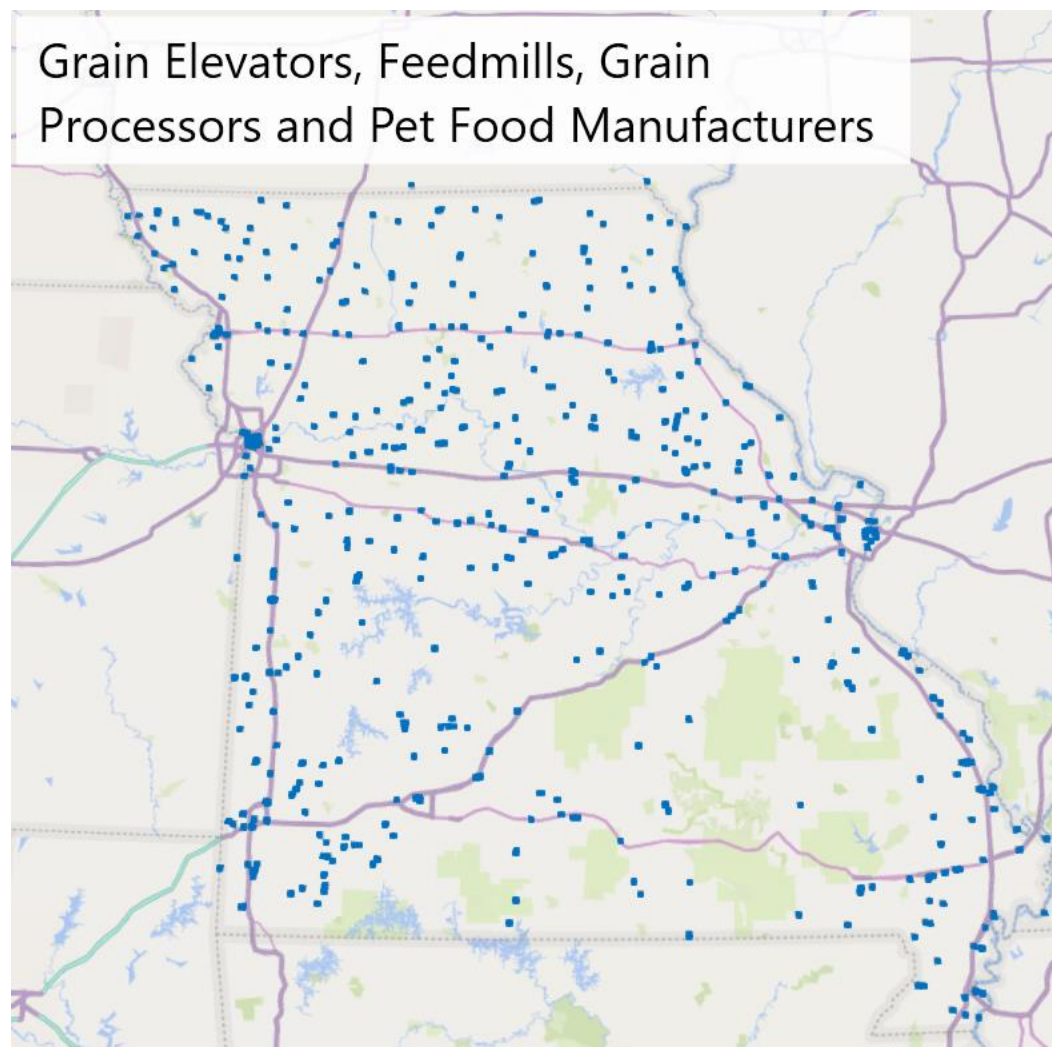 Grain Elevators, Feedmills, Grain
Processors and Pet Food Manufacturers